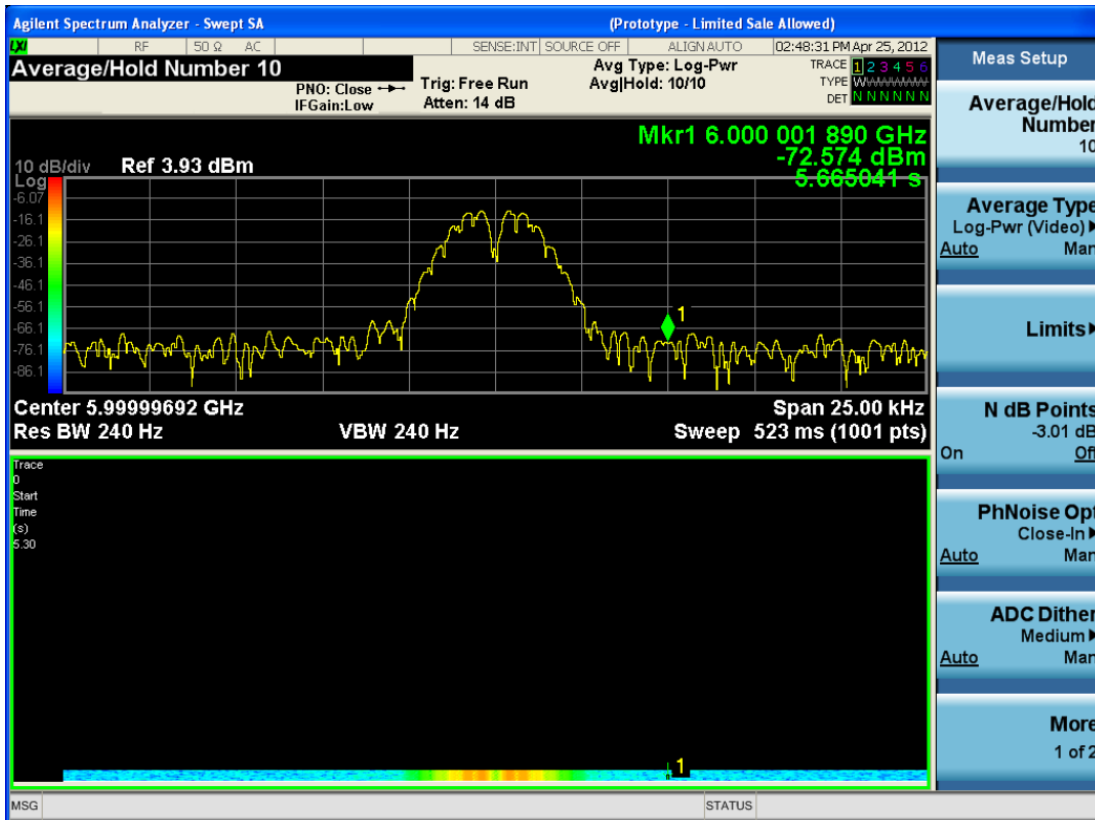 Agilent Spectrum Analyzer - Swept SA (Prototype - Limited Sale Allowed)
LXI RF 50 Ω AC SENSE:INT SOURCE OFF ALIGN AUTO 02:48:31 PM Apr 25, 2012
Average/Hold Number 10
PNO: Close
IFGain:Low
Trig: Free Run
Atten: 14 dB
Avg Type: Log-Pwr
Avg|Hold: 10/10
TRACE 1 2 3 4 5 6
TYPE WWWWWWW
DET N N N N N N
Mkr1 6.000 001 890 GHz
-72.574 dBm
5.665041 s
10 dB/div Ref 3.93 dBm
Log
-6.07
-16.1
-26.1
-36.1
-46.1
-56.1
-66.1
-76.1
-86.1
1
Center 5.99999692 GHz Span 25.00 kHz
Res BW 240 Hz VBW 240 Hz Sweep 523 ms (1001 pts)
Trace
0
Start
Time
(s)
5.30
1
MSG STATUS
Meas Setup
Average/Hold
Number
10
Average Type
Log-Pwr (Video)
Auto Man
Limits
N dB Points
-3.01 dB
On Off
PhNoise Opt
Close-In
Auto Man
ADC Dither
Medium
Auto Man
More
1 of 2